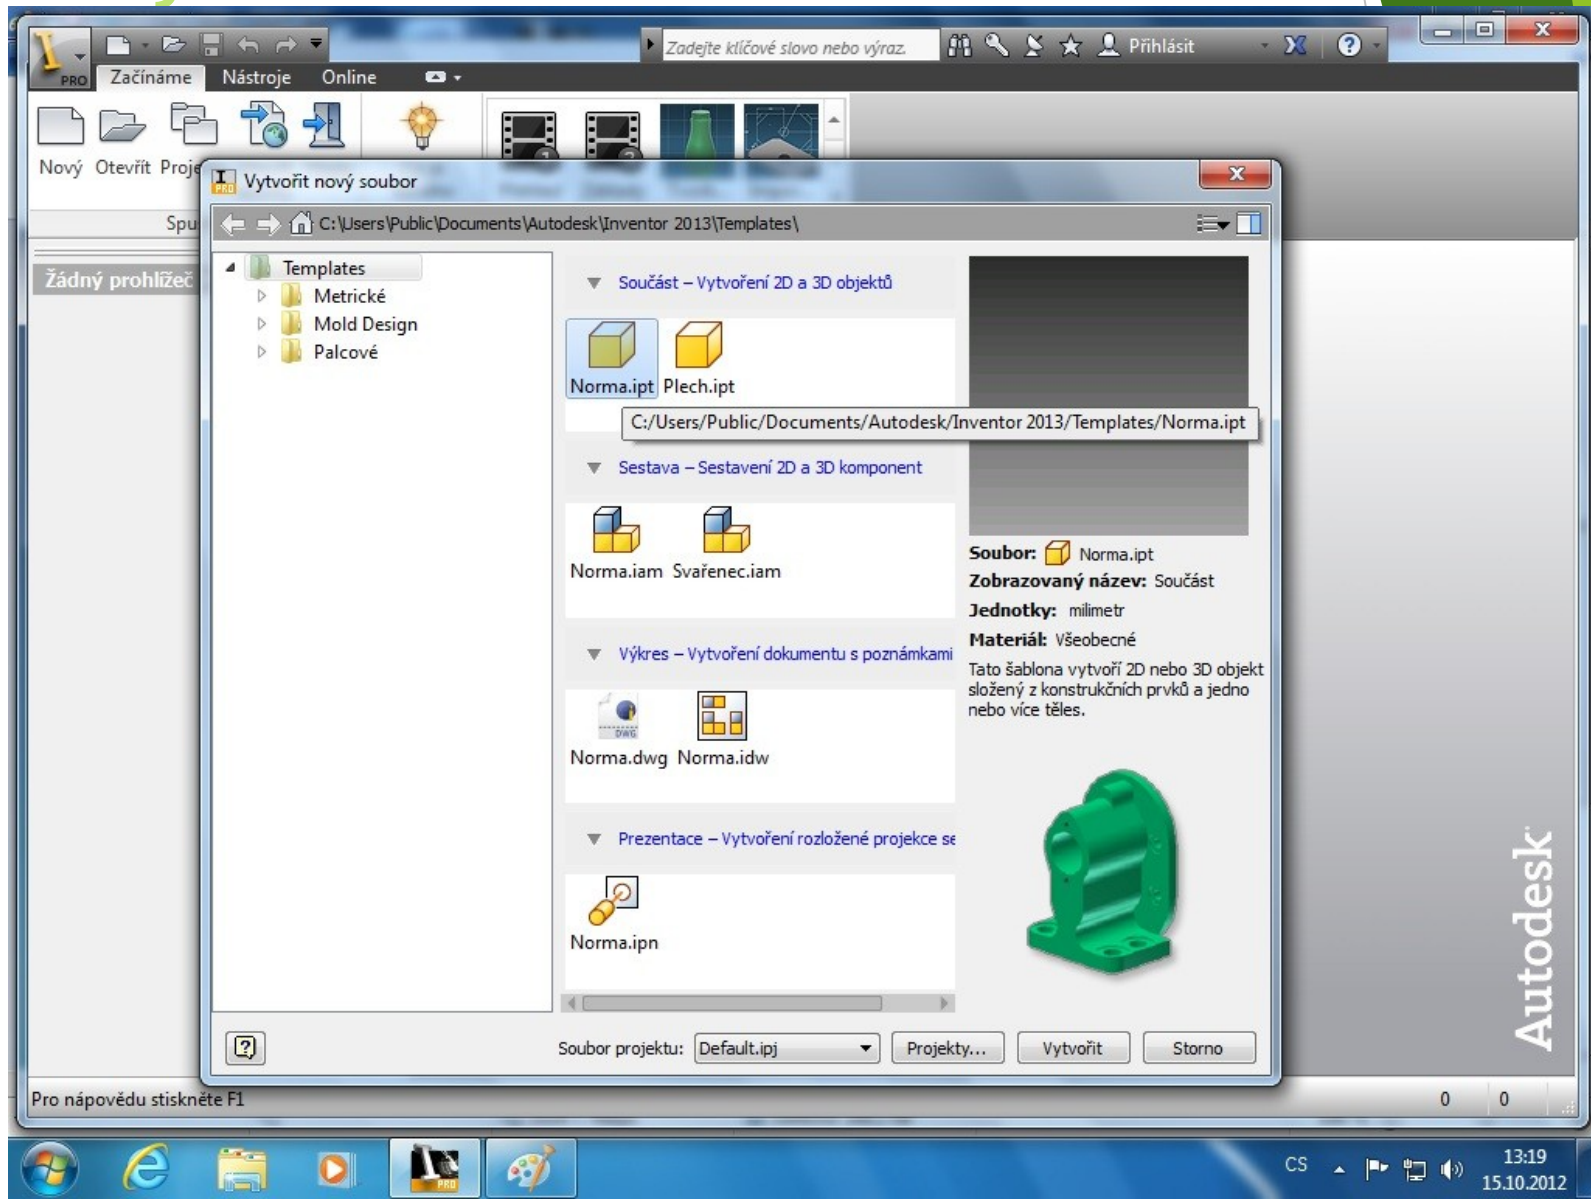 Zadejte klíčové slovo nebo výraz.
Přihlásit
PRO
Začínáme
Nástroje
Online
Nový
Otevřít
Proje
Spu
Žádný prohlížeč
Vytvořit nový soubor
C:\Users\Public\Documents\Autodesk\Inventor 2013\Templates\
Templates
Metrické
Mold Design
Palcové
Součást – Vytvoření 2D a 3D objektů
Norma.ipt
Plech.ipt
C:/Users/Public/Documents/Autodesk/Inventor 2013/Templates/Norma.ipt
Sestava – Sestavení 2D a 3D komponent
Norma.iam
Svařenec.iam
Výkres – Vytvoření dokumentu s poznámkami
DWG
Norma.dwg
Norma.idw
Prezentace – Vytvoření rozložené projekce se
Norma.ipn
Soubor: Norma.ipt
Zobrazovaný název: Součást
Jednotky: milimetr
Materiál: Všeobecné
Tato šablona vytvoří 2D nebo 3D objekt
složený z konstrukčních prvků a jedno
nebo více těles.
Soubor projektu: Default.ipj
Projekty...
Vytvořit
Storno
Autodesk
Pro nápovědu stiskněte F1
0 0
PRO
CS
13:19
15.10.2012